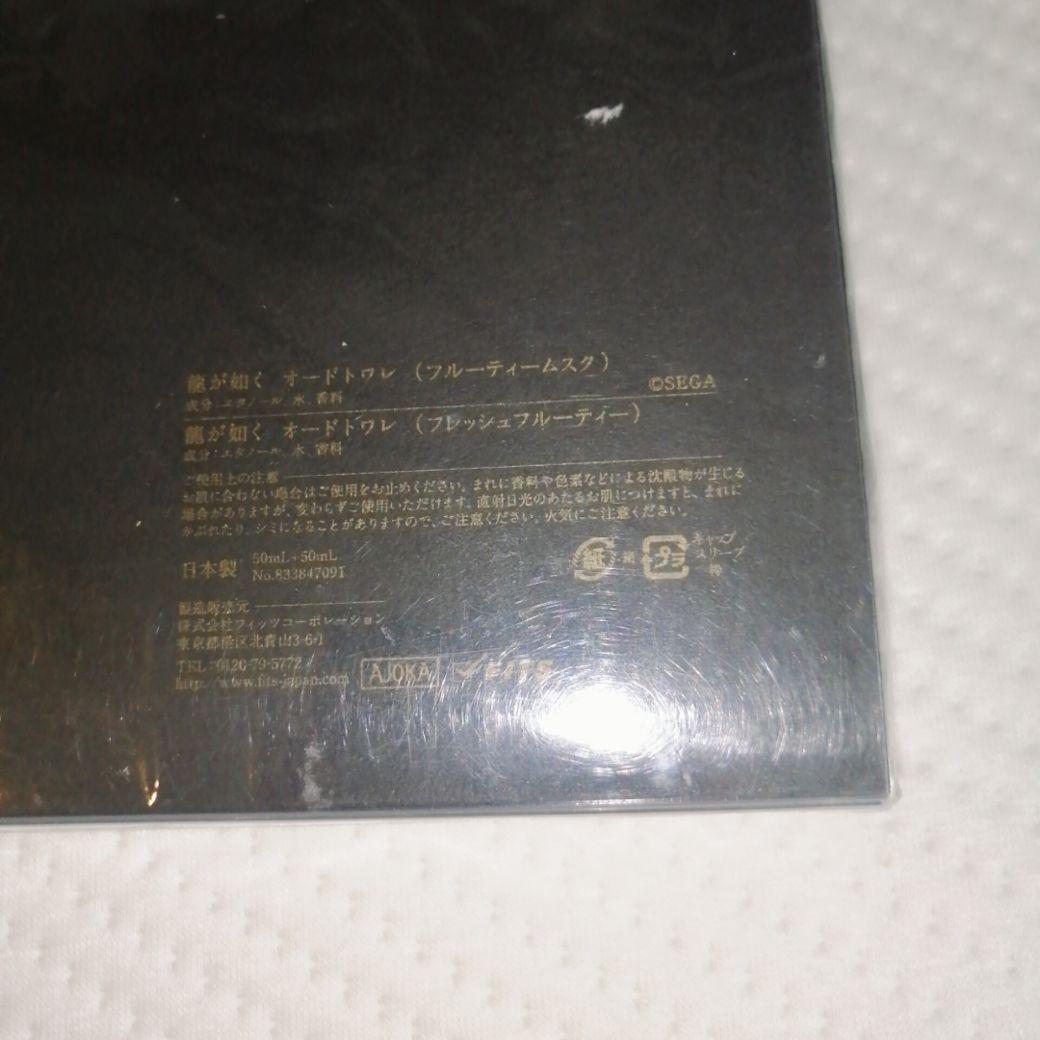 龍が如く オードトワレ (フルーティームスク)
成分:エタノール 水 香料
©SEGA
龍が如く オードトワレ (フレッシュフルーティー)
成分:エタノール 水 香料
ご使用上の注意
お肌に合わない場合はご使用をお止めください。まれに香料や色素などによる沈殿物が生じる
場合がありますが、変わらずご使用いただけます。直射日光のあたるお肌につけますと、まれに
かぶれたり、シミになることがありますので、ご注意ください。火気にご注意ください。
日本製
50mL・50mL
No.833847091
紙 箱
プラ キャップ
スリーブ
枠
製造販売元
株式会社フィッツコーポレーション
東京都港区北青山3-6-1
TEL:0120-79-5772
http://www.fits-japan.com
AJOKA
FITS